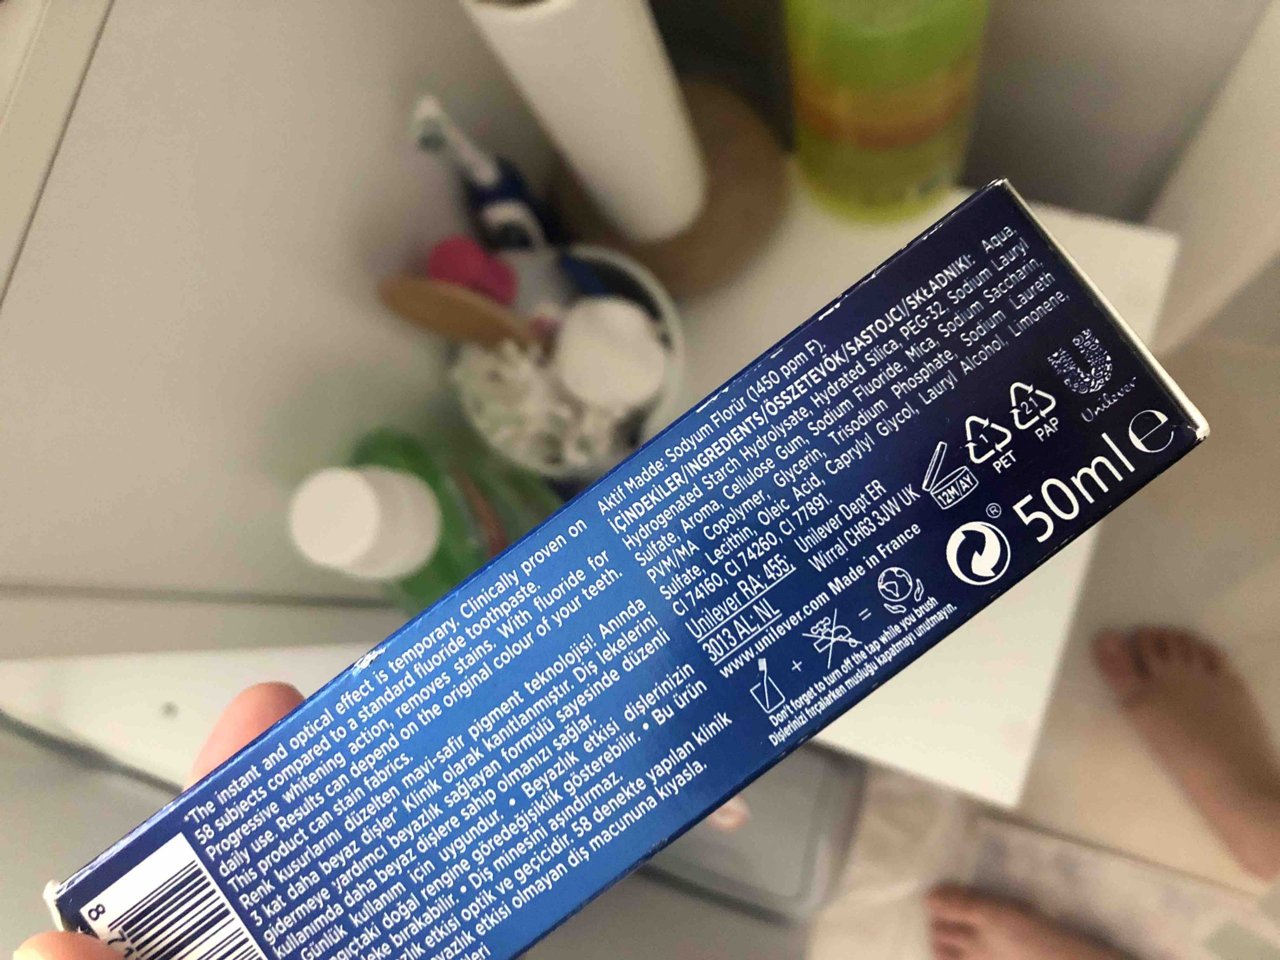 *The instant and optical effect is temporary. Clinically proven on
58 subjects compared to a standard fluoride toothpaste.
Progressive whitening action, removes stains. With fluoride for
daily use. Results can depend on the original colour of your teeth.
This product can stain fabrics.
Renk kusurlarını düzelten mavi-safir pigment teknolojisi! Anında
3 kat daha beyaz dişler* Klinik olarak kanıtlanmıştır. Diş lekelerini
gidermeye yardımcı beyazlık sağlayan formülü sayesinde düzenli
kullanımda daha beyaz dişlere sahip olmanızı sağlar.
Günlük kullanım için uygundur. • Beyazlık etkisi dişlerinizin
doğal rengine göre değişiklik gösterebilir. • Bu ürün
leke bırakabilir. • Diş minesini aşındırmaz.
etkisi optik ve geçicidir. 58 denekte yapılan klinik
etkisi olmayan diş macununa kıyasla.
8
Aktif Madde: Sodyum Florür (1450 ppm F).
İÇİNDEKİLER/INGREDIENTS/ÖSSZETEVŐK/SASTOJCI/SKŁADNIKI: Aqua,
Hydrogenated Starch Hydrolysate, Hydrated Silica, PEG-32, Sodium Lauryl
Sulfate, Aroma, Cellulose Gum, Sodium Fluoride, Mica, Sodium Saccharin,
PVM/MA Copolymer, Glycerin, Trisodium Phosphate, Sodium Laureth
Sulfate, Lecithin, Oleic Acid, Caprylyl Glycol, Lauryl Alcohol, Limonene,
CI 74160, CI 74260, CI 77891.
Unilever RA, 455,
3013 AL; NL
Unilever Dept ER
Wirral CH63 3JW UK
www.unilever.com Made in France
12M/AY
1
PET
21
PAP
Unilever
+ =
Don't forget to turn off the tap while you brush
Dişlerinizi fırçalarken musluğu kapatmayı unutmayın.
®
50ml e